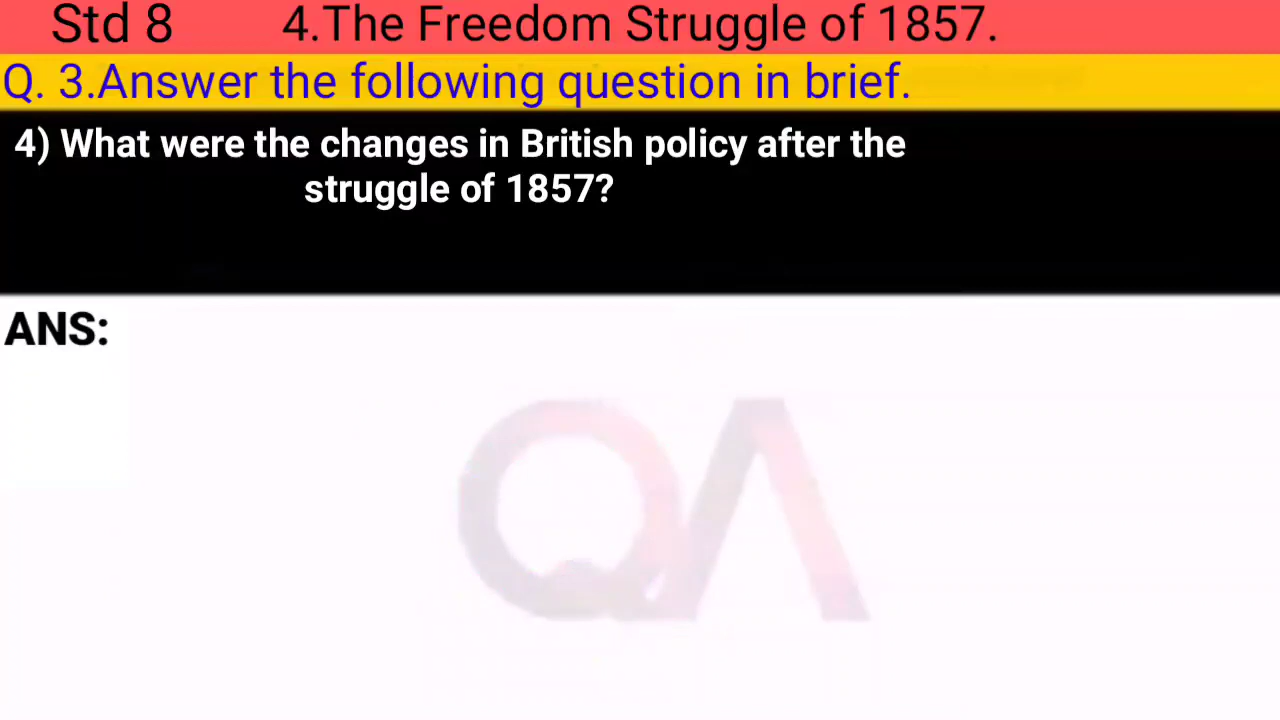 Std 8 4.The Freedom Struggle of 1857.
Q. 3.Answer the following question in brief.
4) What were the changes in British policy after the
struggle of 1857?
ANS:
QA